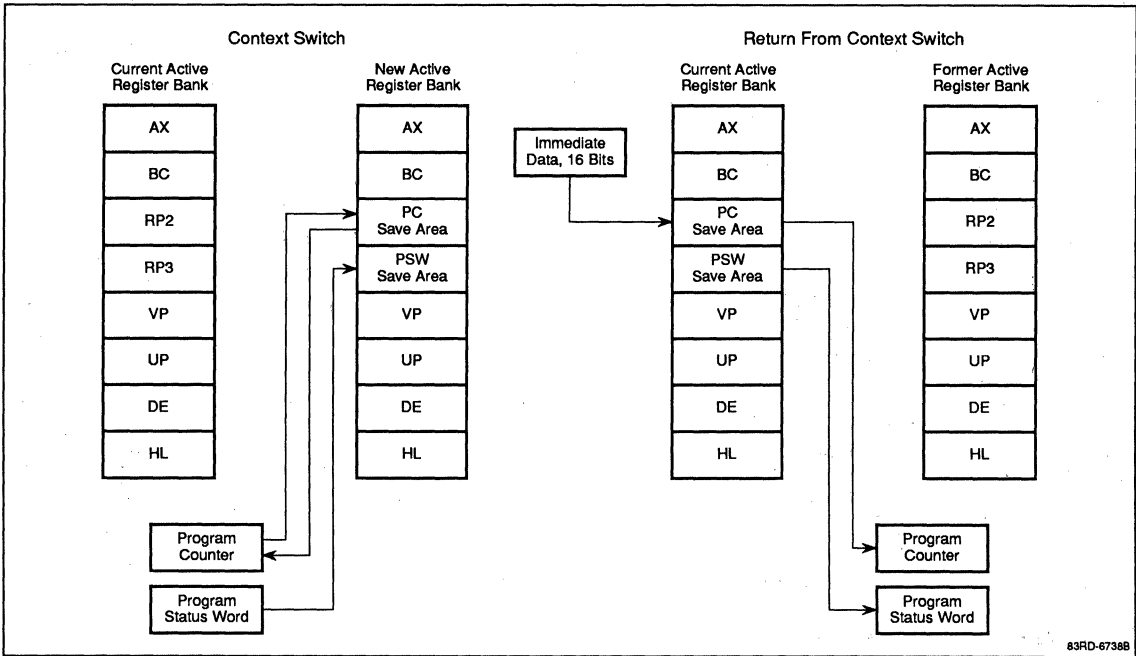 Context Switch
Current Active
Register Bank
New Active
Register Bank
AX
BC
RP2
RP3
VP
UP
DE
HL
AX
BC
PC
Save Area
PSW
Save Area
VP
UP
DE
HL
Program
Counter
Program
Status Word
Return From Context Switch
Immediate
Data, 16 Bits
Current Active
Register Bank
Former Active
Register Bank
AX
BC
PC
Save Area
PSW
Save Area
VP
UP
DE
HL
AX
BC
RP2
RP3
VP
UP
DE
HL
Program
Counter
Program
Status Word
83RD-6738B